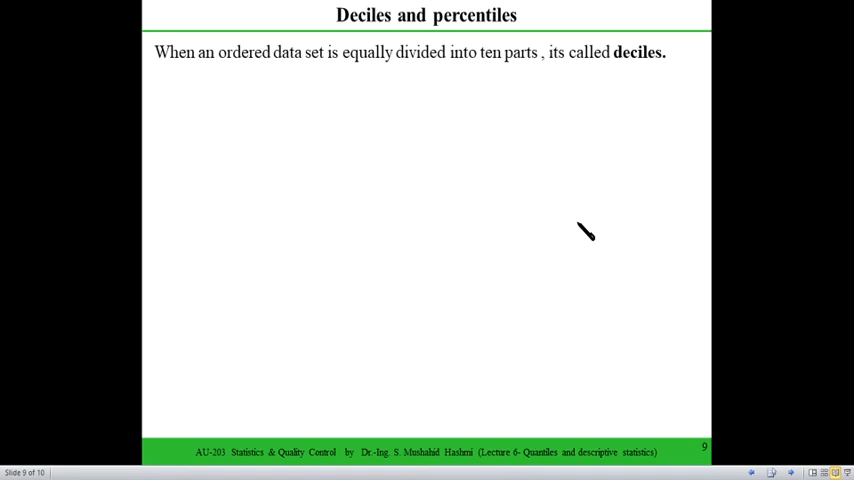 Deciles and percentiles
When an ordered data set is equally divided into ten parts , its called deciles.
9
AU-203 Statistics & Quality Control by Dr.-Ing. S. Mushahid Hashmi (Lecture 6- Quantiles and descriptive statistics)
Slide 9 of 10